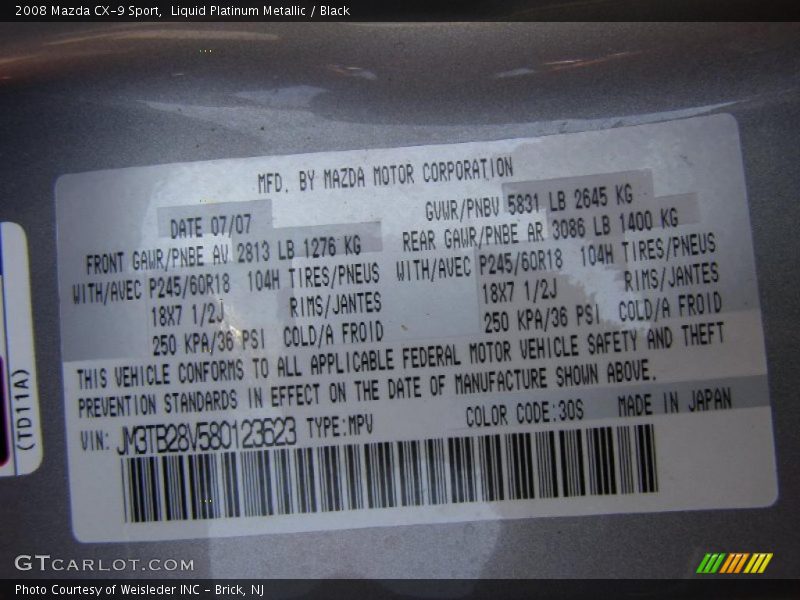 2008 Mazda CX-9 Sport,  Liquid Platinum Metallic / Black
MFD. BY MAZDA MOTOR CORPORATION
DATE 07/07
GVWR/PNBV 5831 LB 2645 KG
FRONT GAWR/PNBE AV 2813 LB 1276 KG
REAR GAWR/PNBE AR 3086 LB 1400 KG
WITH/AVEC P245/60R18 104H TIRES/PNEUS
WITH/AVEC P245/60R18 104H TIRES/PNEUS
18X7 1/2J RIMS/JANTES
18X7 1/2J RIMS/JANTES
250 KPA/36 PSI COLD/A FROID
250 KPA/36 PSI COLD/A FROID
THIS VEHICLE CONFORMS TO ALL APPLICABLE FEDERAL MOTOR VEHICLE SAFETY AND THEFT
PREVENTION STANDARDS IN EFFECT ON THE DATE OF MANUFACTURE SHOWN ABOVE.
VIN: JM3TB28V580123623 TYPE:MPV COLOR CODE:30S MADE IN JAPAN
(TD11A)
GTCARLOT.COM
Photo Courtesy of Weisleder INC - Brick, NJ